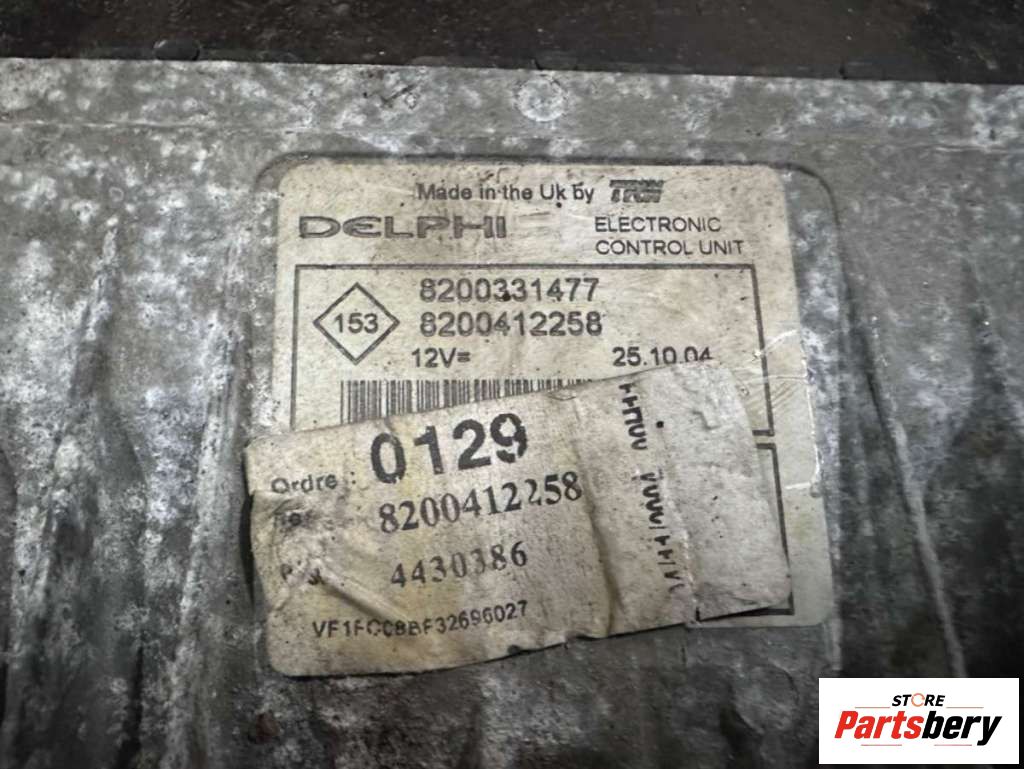 Made in the Uk by TRW
DELPHI
ELECTRONIC
CONTROL UNIT
153
8200331477
8200412258
12V=
25.10.04
Ordre : 0129
8200412258
4430386
STORE
Partsbery